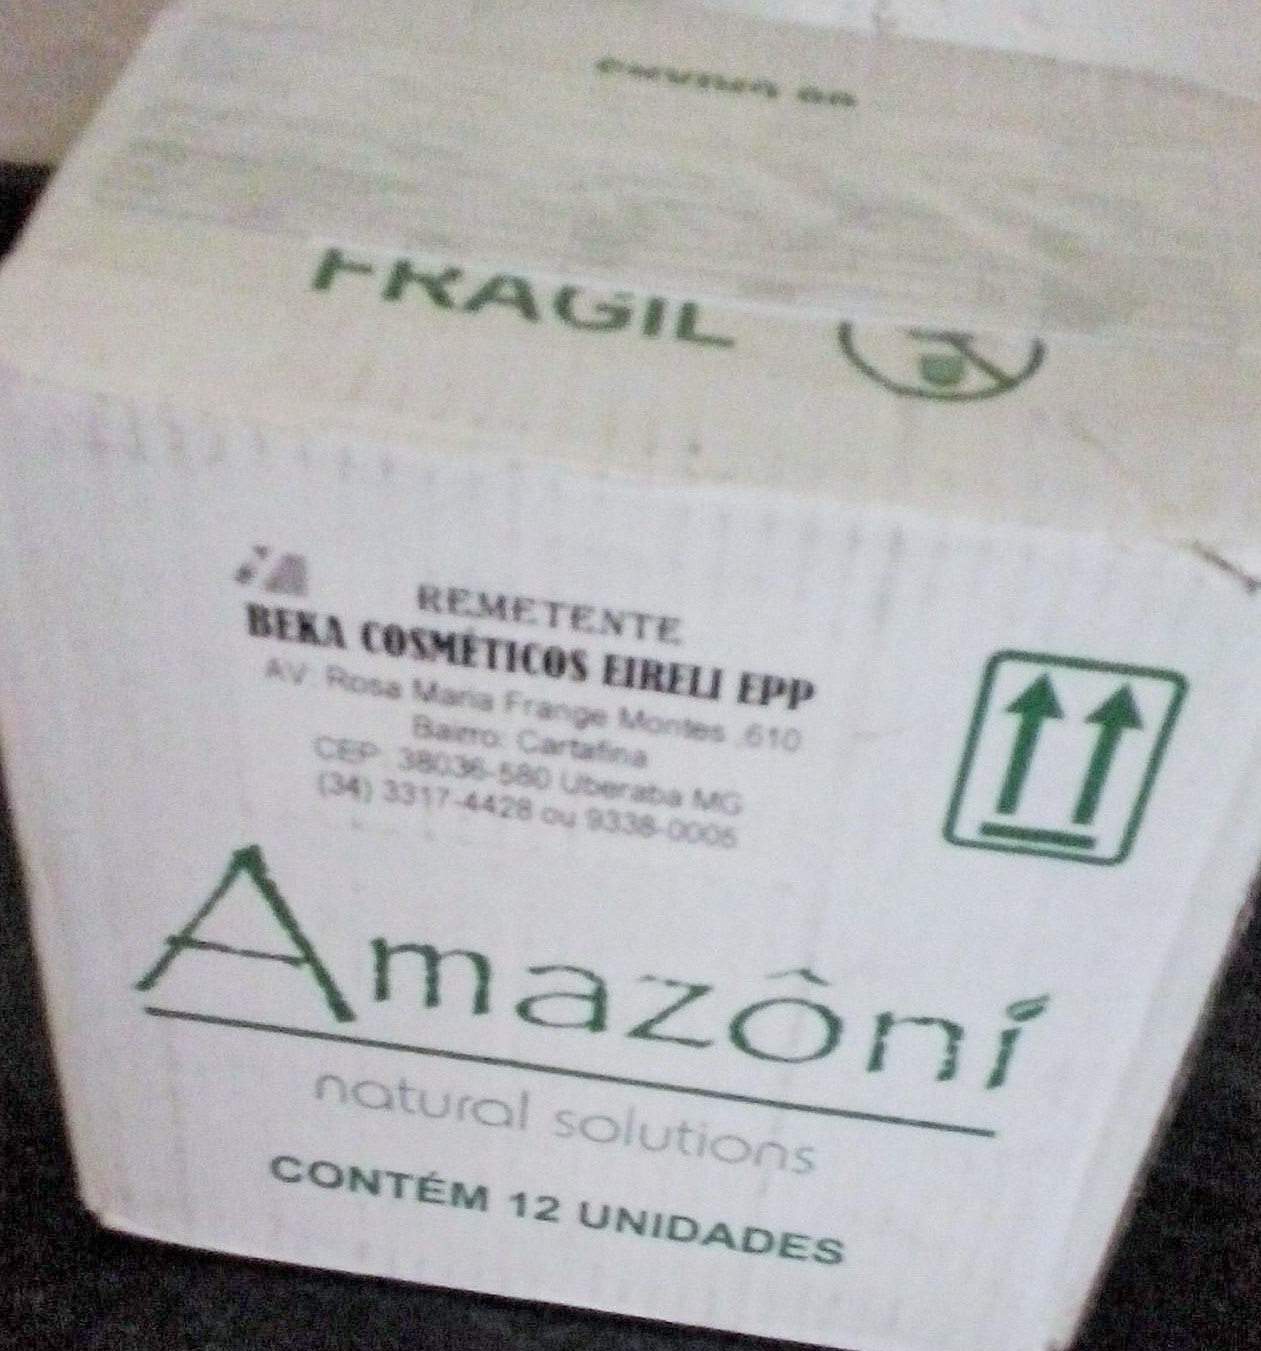 FRAGIL
REMETENTE
BEKA COSMÉTICOS EIRELI EPP
AV: Rosa Maria Frange Montes ,610
Bairro: Cartafina
CEP: 38036-580 Uberaba MG
(34) 3317-4428 ou 9338-0005
Amazôni
natural solutions
CONTÉM 12 UNIDADES